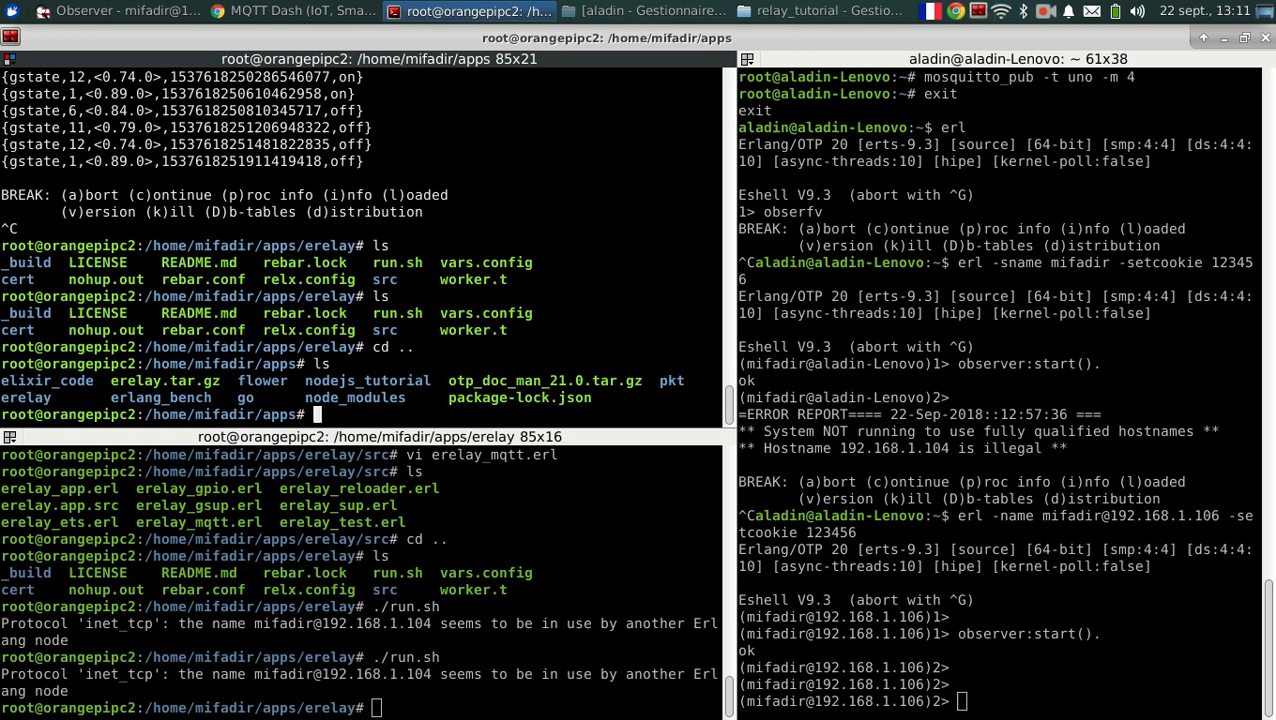 Observer - mifadir@1...
MQTT Dash (IoT, Smart...
root@orangepipc2: /h...
[aladin - Gestionnaire...
relay_tutorial - Gestio...
22 sept., 13:11
root@orangepipc2: /home/mifadir/apps
root@orangepipc2: /home/mifadir/apps 85x21
{gstate,12,<0.74.0>,1537618250286546077,on}
{gstate,1,<0.89.0>,1537618250610462958,on}
{gstate,6,<0.84.0>,1537618250810345717,off}
{gstate,11,<0.79.0>,1537618251206948322,off}
{gstate,12,<0.74.0>,1537618251481822835,off}
{gstate,1,<0.89.0>,1537618251911419418,off}
BREAK: (a)bort (c)ontinue (p)roc info (i)nfo (l)oaded
(v)ersion (k)ill (D)b-tables (d)istribution
^C
root@orangepipc2:/home/mifadir/apps/erelay# ls
_build LICENSE README.md rebar.lock run.sh vars.config
cert nohup.out rebar.conf relx.config src worker.t
root@orangepipc2:/home/mifadir/apps/erelay# ls
_build LICENSE README.md rebar.lock run.sh vars.config
cert nohup.out rebar.conf relx.config src worker.t
root@orangepipc2:/home/mifadir/apps/erelay# cd ..
root@orangepipc2:/home/mifadir/apps# ls
elixir_code erelay.tar.gz flower nodejs_tutorial otp_doc_man_21.0.tar.gz pkt
erelay erlang_bench go node_modules package-lock.json
root@orangepipc2:/home/mifadir/apps#
root@orangepipc2: /home/mifadir/apps/erelay 85x16
root@orangepipc2:/home/mifadir/apps/erelay/src# vi erelay_mqtt.erl
root@orangepipc2:/home/mifadir/apps/erelay/src# ls
erelay_app.erl erelay_gpio.erl erelay_reloader.erl
erelay.app.src erelay_gsup.erl erelay_sup.erl
erelay_ets.erl erelay_mqtt.erl erelay_test.erl
root@orangepipc2:/home/mifadir/apps/erelay/src# cd ..
root@orangepipc2:/home/mifadir/apps/erelay# ls
_build LICENSE README.md rebar.lock run.sh vars.config
cert nohup.out rebar.conf relx.config src worker.t
root@orangepipc2:/home/mifadir/apps/erelay# ./run.sh
Protocol 'inet_tcp': the name mifadir@192.168.1.104 seems to be in use by another Erl
ang node
root@orangepipc2:/home/mifadir/apps/erelay# ./run.sh
Protocol 'inet_tcp': the name mifadir@192.168.1.104 seems to be in use by another Erl
ang node
root@orangepipc2:/home/mifadir/apps/erelay#
aladin@aladin-Lenovo: ~ 61x38
root@aladin-Lenovo:~# mosquitto_pub -t uno -m 4
root@aladin-Lenovo:~# exit
exit
aladin@aladin-Lenovo:~$ erl
Erlang/OTP 20 [erts-9.3] [source] [64-bit] [smp:4:4] [ds:4:4:
10] [async-threads:10] [hipe] [kernel-poll:false]
Eshell V9.3 (abort with ^G)
1> obserfv
BREAK: (a)bort (c)ontinue (p)roc info (i)nfo (l)oaded
(v)ersion (k)ill (D)b-tables (d)istribution
^Caladin@aladin-Lenovo:~$ erl -sname mifadir -setcookie 12345
6
Erlang/OTP 20 [erts-9.3] [source] [64-bit] [smp:4:4] [ds:4:4:
10] [async-threads:10] [hipe] [kernel-poll:false]
Eshell V9.3 (abort with ^G)
(mifadir@aladin-Lenovo)1> observer:start().
ok
(mifadir@aladin-Lenovo)2>
=ERROR REPORT==== 22-Sep-2018::12:57:36 ===
** System NOT running to use fully qualified hostnames **
** Hostname 192.168.1.104 is illegal **
BREAK: (a)bort (c)ontinue (p)roc info (i)nfo (l)oaded
(v)ersion (k)ill (D)b-tables (d)istribution
^Caladin@aladin-Lenovo:~$ erl -name mifadir@192.168.1.106 -se
tcookie 123456
Erlang/OTP 20 [erts-9.3] [source] [64-bit] [smp:4:4] [ds:4:4:
10] [async-threads:10] [hipe] [kernel-poll:false]
Eshell V9.3 (abort with ^G)
(mifadir@192.168.1.106)1>
(mifadir@192.168.1.106)1> observer:start().
ok
(mifadir@192.168.1.106)2>
(mifadir@192.168.1.106)2>
(mifadir@192.168.1.106)2>